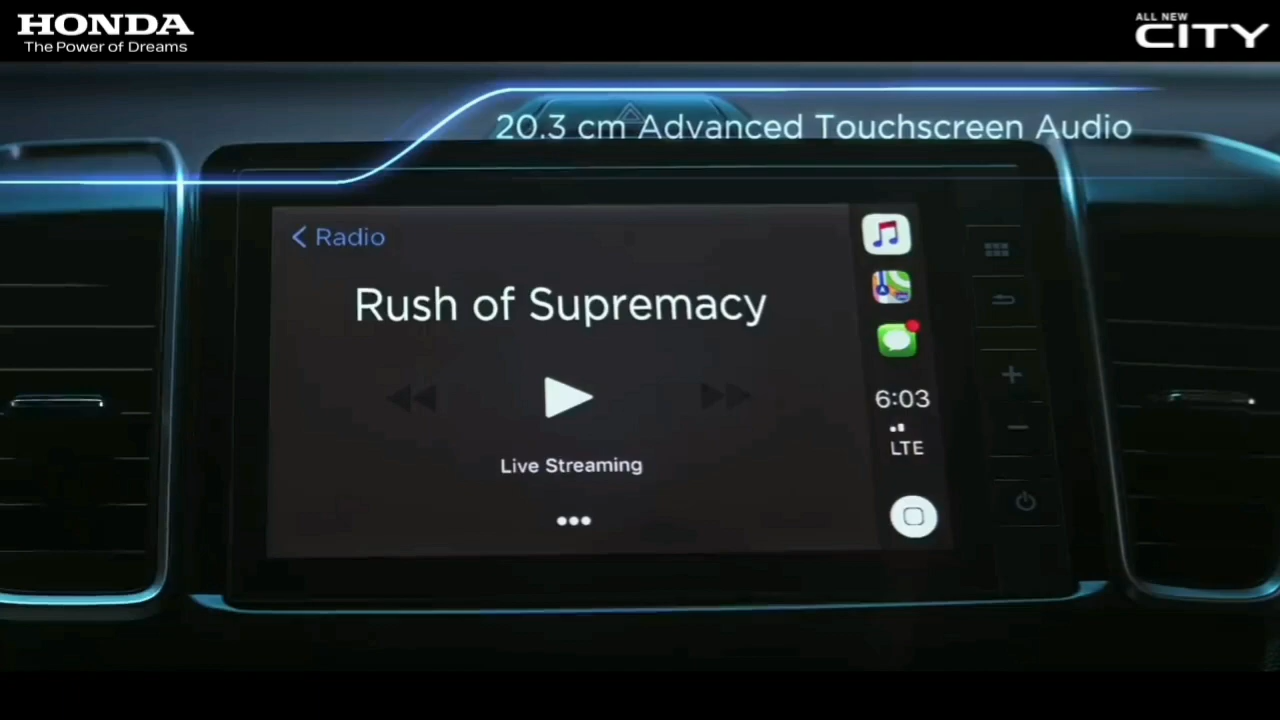 HONDA
The Power of Dreams
ALL NEW
CITY
20.3 cm Advanced Touchscreen Audio
Radio
Rush of Supremacy
Live Streaming
6:03
LTE